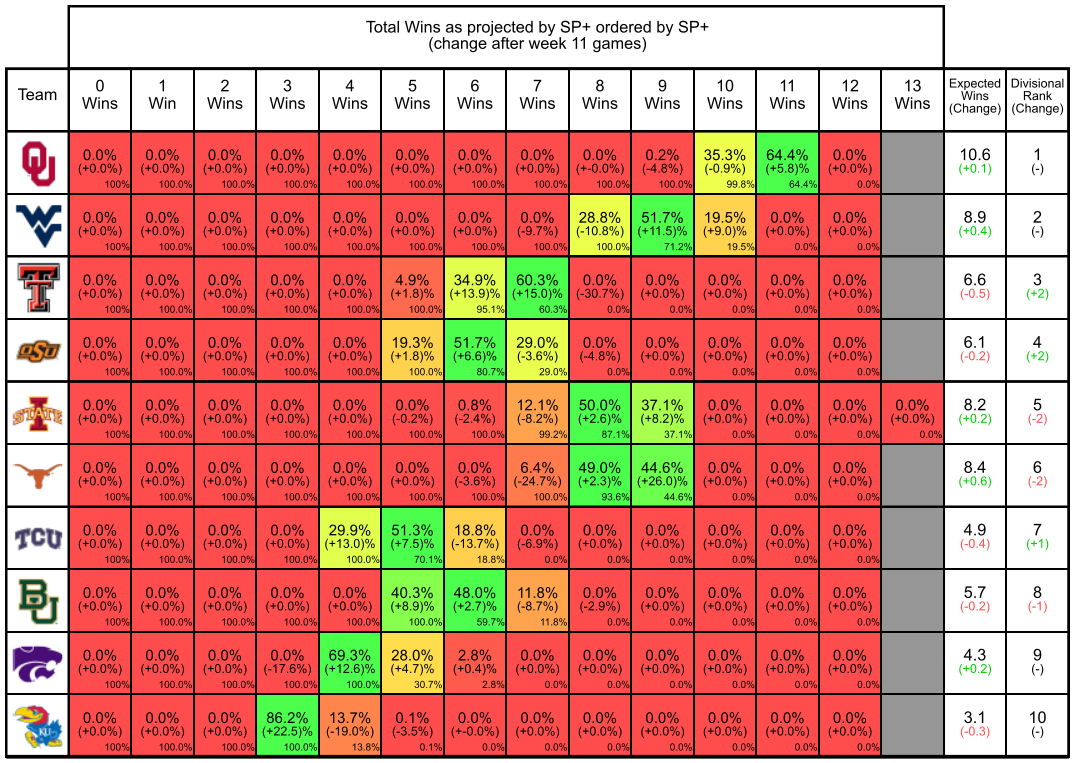 Total Wins as projected by SP+ ordered by SP+
(change after week 11 games)
Team
0 Wins
1 Win
2 Wins
3 Wins
4 Wins
5 Wins
6 Wins
7 Wins
8 Wins
9 Wins
10 Wins
11 Wins
12 Wins
13 Wins
Expected Wins (Change)
Divisional Rank (Change)
OU
0.0% 0.0% 0.0% 0.0% 0.0% 0.0% 0.0% 0.0% 0.0% 0.2% 35.3% 64.4% 0.0% 10.6 1
(+0.0%) (+0.0%) (+0.0%) (+0.0%) (+0.0%) (+0.0%) (+0.0%) (+0.0%) (+-0.0%) (-4.8%) (-0.9%) (+5.8)% (+0.0%) (+0.1) (-)
100% 100.0% 100.0% 100.0% 100.0% 100.0% 100.0% 100.0% 100.0% 100.0% 99.8% 64.4% 0.0%
WV
0.0% 0.0% 0.0% 0.0% 0.0% 0.0% 0.0% 0.0% 28.8% 51.7% 19.5% 0.0% 0.0% 8.9 2
(+0.0%) (+0.0%) (+0.0%) (+0.0%) (+0.0%) (+0.0%) (+0.0%) (-9.7%) (-10.8%) (+11.5)% (+9.0)% (+0.0%) (+0.0%) (+0.4) (-)
100% 100.0% 100.0% 100.0% 100.0% 100.0% 100.0% 100.0% 100.0% 71.2% 19.5% 0.0% 0.0%
TT
0.0% 0.0% 0.0% 0.0% 0.0% 4.9% 34.9% 60.3% 0.0% 0.0% 0.0% 0.0% 0.0% 6.6 3
(+0.0%) (+0.0%) (+0.0%) (+0.0%) (+0.0%) (+1.8)% (+13.9)% (+15.0)% (-30.7%) (+0.0%) (+0.0%) (+0.0%) (+0.0%) (-0.5) (+2)
100% 100.0% 100.0% 100.0% 100.0% 100.0% 95.1% 60.3% 0.0% 0.0% 0.0% 0.0% 0.0%
OSU
0.0% 0.0% 0.0% 0.0% 0.0% 19.3% 51.7% 29.0% 0.0% 0.0% 0.0% 0.0% 0.0% 6.1 4
(+0.0%) (+0.0%) (+0.0%) (+0.0%) (+0.0%) (+1.8)% (+6.6)% (-3.6%) (-4.8%) (+0.0%) (+0.0%) (+0.0%) (+0.0%) (-0.2) (+2)
100% 100.0% 100.0% 100.0% 100.0% 100.0% 80.7% 29.0% 0.0% 0.0% 0.0% 0.0% 0.0%
I STATE
0.0% 0.0% 0.0% 0.0% 0.0% 0.0% 0.8% 12.1% 50.0% 37.1% 0.0% 0.0% 0.0% 0.0% 8.2 5
(+0.0%) (+0.0%) (+0.0%) (+0.0%) (+0.0%) (-0.2%) (-2.4%) (-8.2%) (+2.6)% (+8.2)% (+0.0%) (+0.0%) (+0.0%) (+0.0%) (+0.2) (-2)
100% 100.0% 100.0% 100.0% 100.0% 100.0% 100.0% 99.2% 87.1% 37.1% 0.0% 0.0% 0.0% 0.0%
0.0% 0.0% 0.0% 0.0% 0.0% 0.0% 0.0% 6.4% 49.0% 44.6% 0.0% 0.0% 0.0% 8.4 6
(+0.0%) (+0.0%) (+0.0%) (+0.0%) (+0.0%) (+0.0%) (-3.6%) (-24.7%) (+2.3)% (+26.0)% (+0.0%) (+0.0%) (+0.0%) (+0.6) (-2)
100% 100.0% 100.0% 100.0% 100.0% 100.0% 100.0% 100.0% 93.6% 44.6% 0.0% 0.0% 0.0%
TCU
0.0% 0.0% 0.0% 0.0% 29.9% 51.3% 18.8% 0.0% 0.0% 0.0% 0.0% 0.0% 0.0% 4.9 7
(+0.0%) (+0.0%) (+0.0%) (+0.0%) (+13.0)% (+7.5)% (-13.7%) (-6.9%) (+0.0%) (+0.0%) (+0.0%) (+0.0%) (+0.0%) (-0.4) (+1)
100% 100.0% 100.0% 100.0% 100.0% 70.1% 18.8% 0.0% 0.0% 0.0% 0.0% 0.0% 0.0%
BU
0.0% 0.0% 0.0% 0.0% 0.0% 40.3% 48.0% 11.8% 0.0% 0.0% 0.0% 0.0% 0.0% 5.7 8
(+0.0%) (+0.0%) (+0.0%) (+0.0%) (+0.0%) (+8.9)% (+2.7)% (-8.7%) (-2.9%) (+0.0%) (+0.0%) (+0.0%) (+0.0%) (-0.2) (-1)
100% 100.0% 100.0% 100.0% 100.0% 100.0% 59.7% 11.8% 0.0% 0.0% 0.0% 0.0% 0.0%
0.0% 0.0% 0.0% 0.0% 69.3% 28.0% 2.8% 0.0% 0.0% 0.0% 0.0% 0.0% 0.0% 4.3 9
(+0.0%) (+0.0%) (+0.0%) (-17.6%) (+12.6)% (+4.7)% (+0.4)% (+0.0%) (+0.0%) (+0.0%) (+0.0%) (+0.0%) (+0.0%) (+0.2) (-)
100% 100.0% 100.0% 100.0% 100.0% 30.7% 2.8% 0.0% 0.0% 0.0% 0.0% 0.0% 0.0%
KU
0.0% 0.0% 0.0% 86.2% 13.7% 0.1% 0.0% 0.0% 0.0% 0.0% 0.0% 0.0% 0.0% 3.1 10
(+0.0%) (+0.0%) (+0.0%) (+22.5)% (-19.0%) (-3.5%) (+-0.0%) (+0.0%) (+0.0%) (+0.0%) (+0.0%) (+0.0%) (+0.0%) (-0.3) (-)
100% 100.0% 100.0% 100.0% 13.8% 0.1% 0.0% 0.0% 0.0% 0.0% 0.0% 0.0% 0.0%